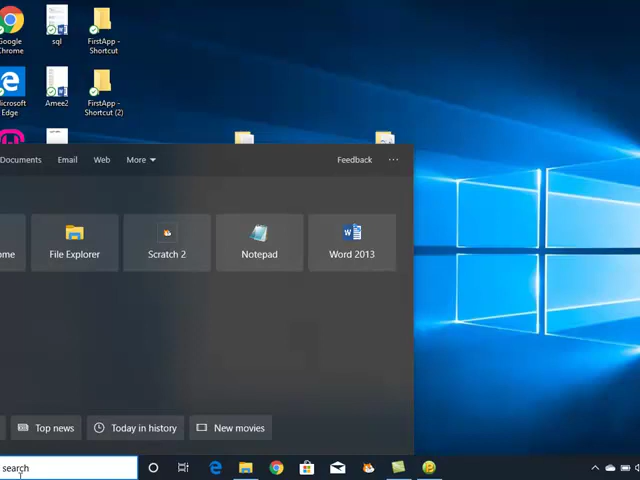 Google
Chrome
sql
FirstApp -
Shortcut
Microsoft
Edge
Amee2
FirstApp -
Shortcut (2)
Documents
Email
Web
More
Feedback
File Explorer
Scratch 2
Notepad
Word 2013
Top news
Today in history
New movies
search